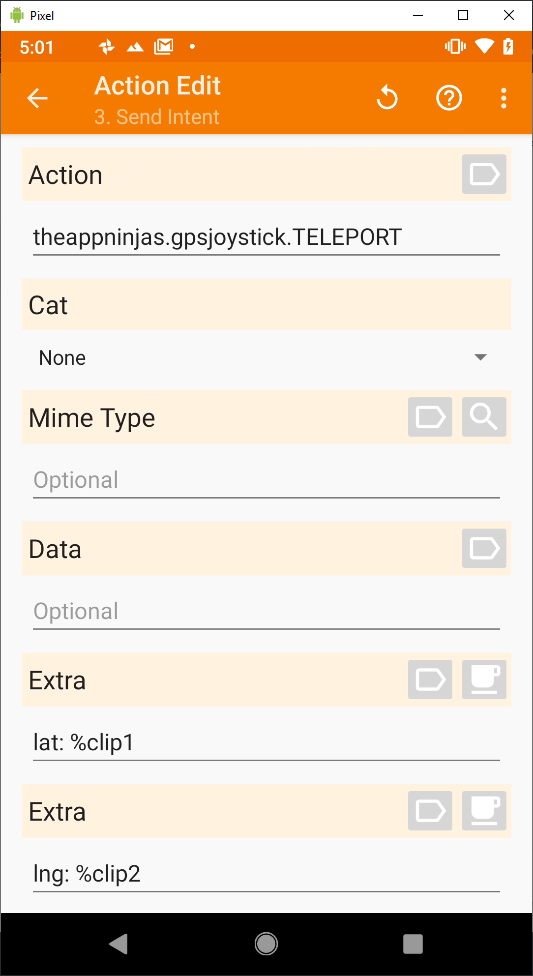 Pixel
5:01
Action Edit
3. Send Intent
Action
theappninjas.gpsjoystick.TELEPORT
Cat
None
Mime Type
Optional
Data
Optional
Extra
lat: %clip1
Extra
lng: %clip2